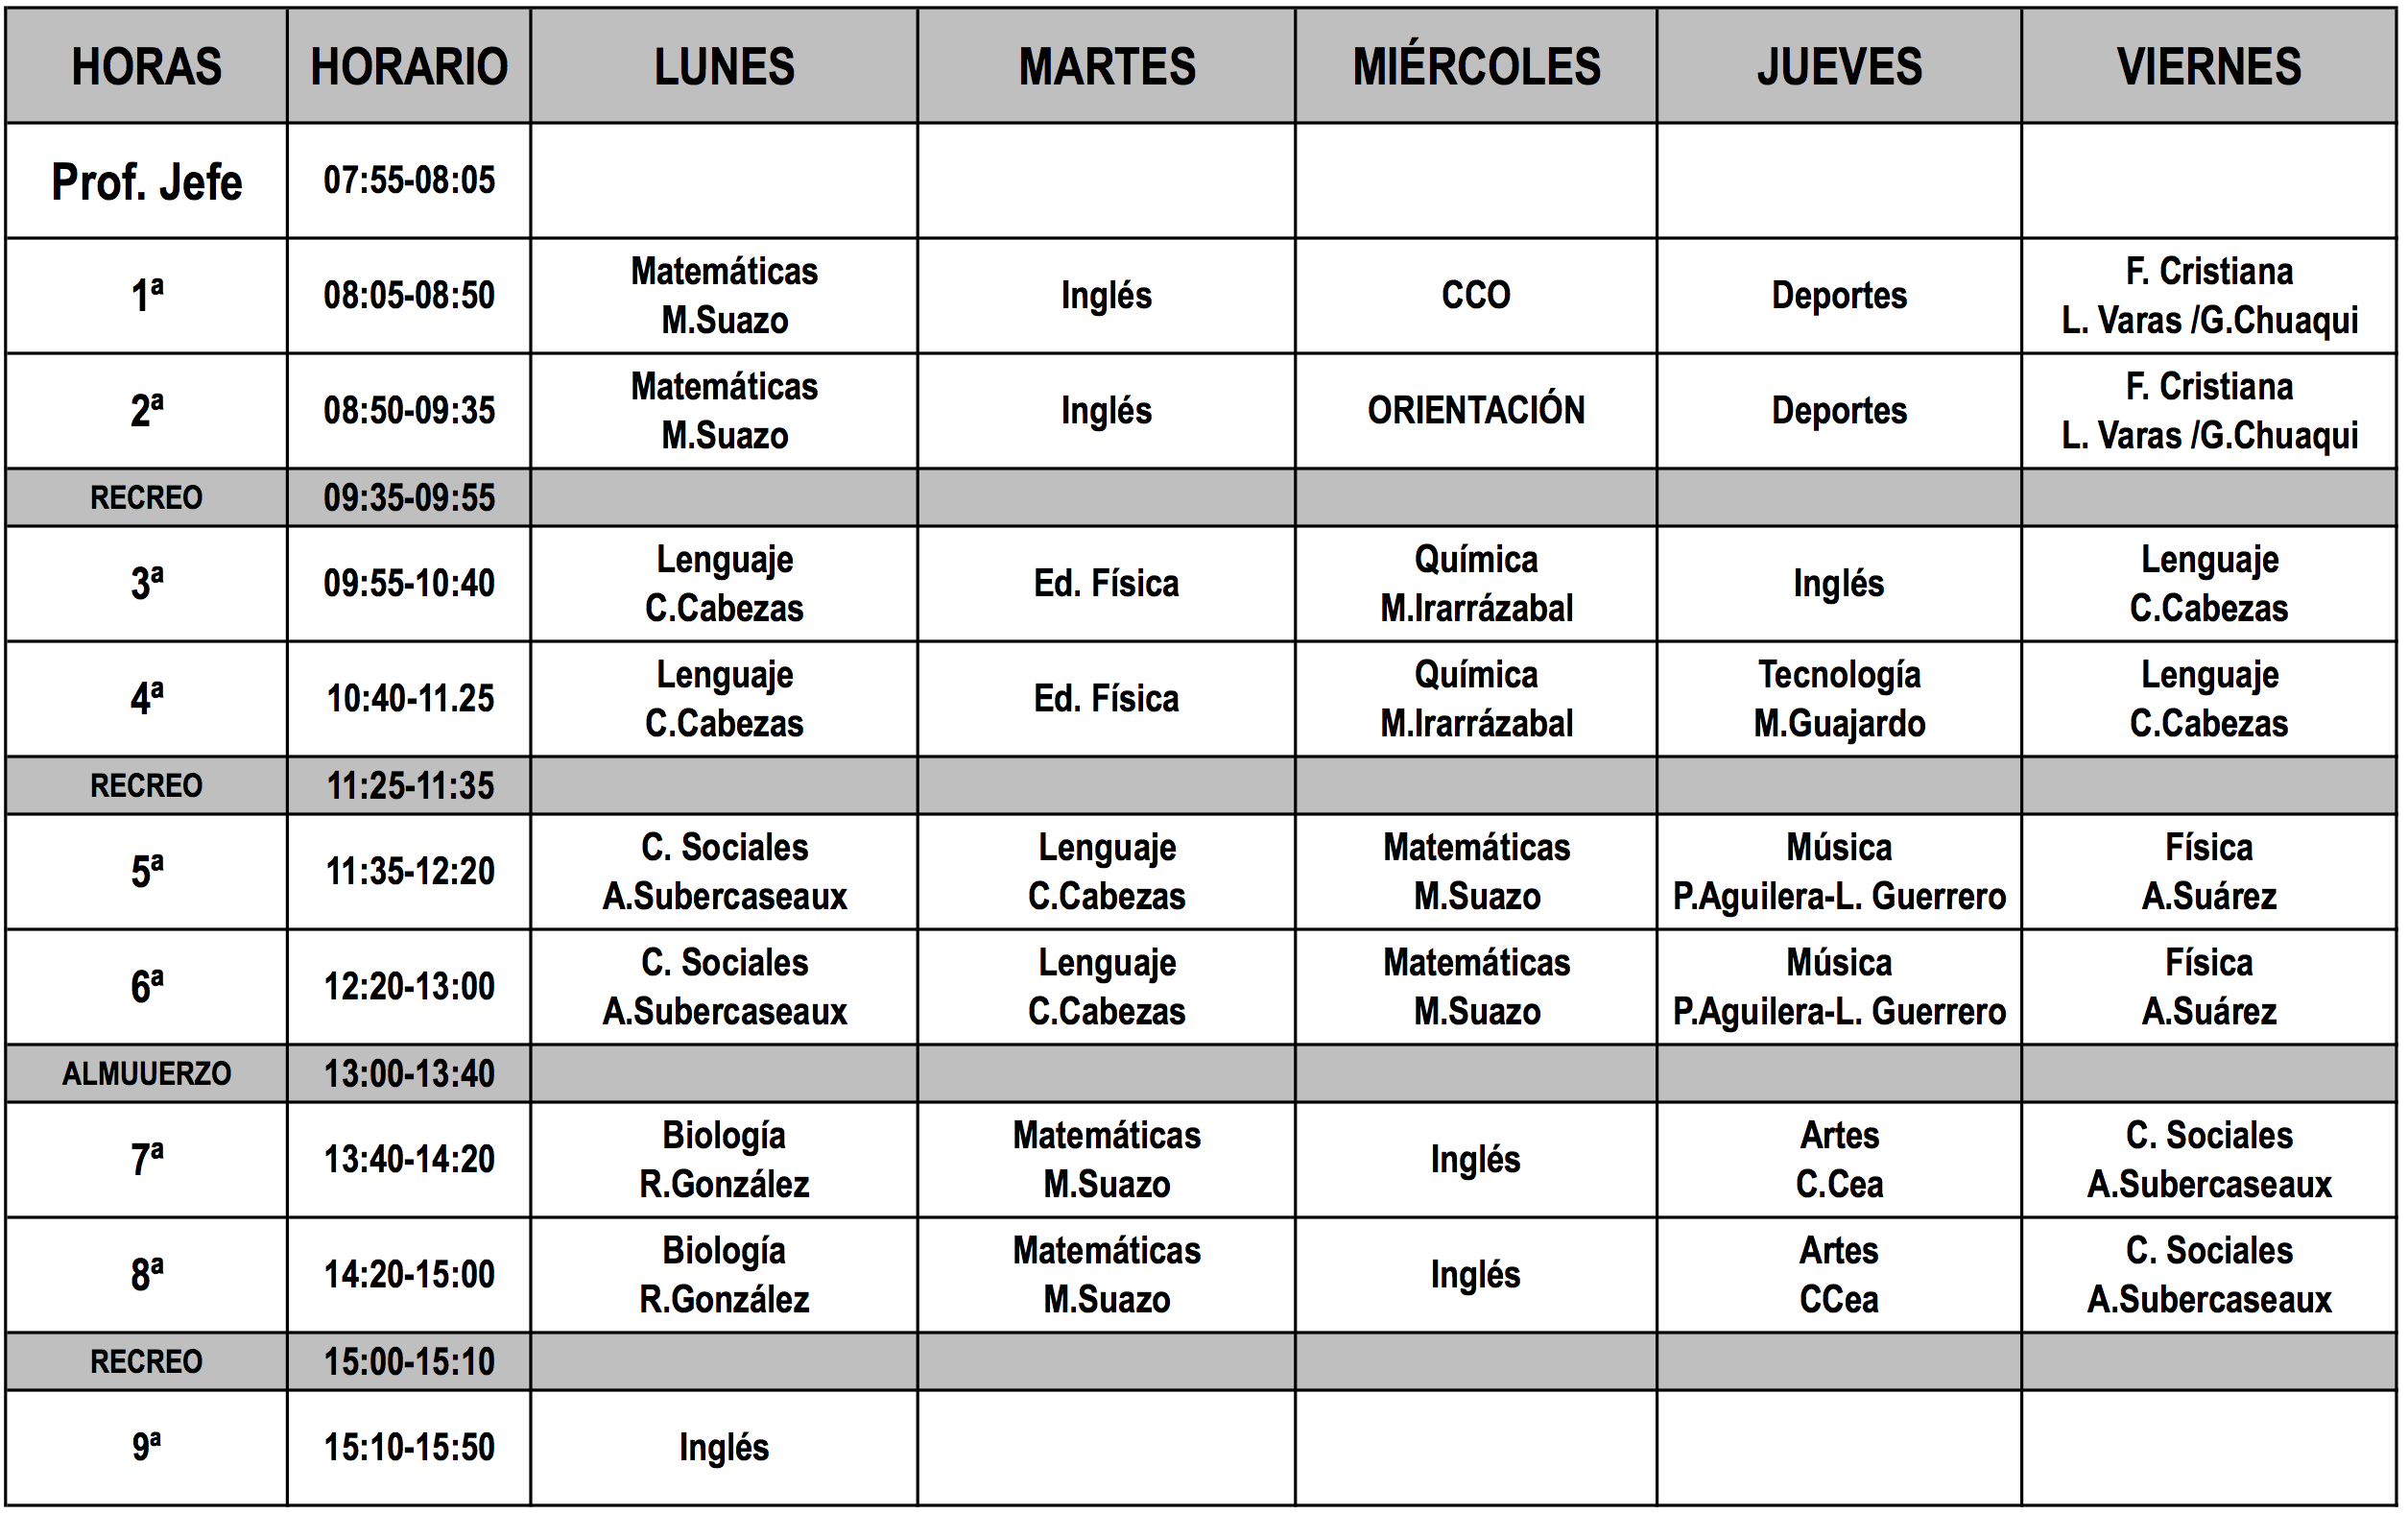 HORAS HORARIO LUNES MARTES MIÉRCOLES JUEVES VIERNES
Prof. Jefe 07:55-08:05
1ª 08:05-08:50 Matemáticas M.Suazo Inglés CCO Deportes F. Cristiana L. Varas /G.Chuaqui
2ª 08:50-09:35 Matemáticas M.Suazo Inglés ORIENTACIÓN Deportes F. Cristiana L. Varas /G.Chuaqui
RECREO 09:35-09:55
3ª 09:55-10:40 Lenguaje C.Cabezas Ed. Física Química M.Irarrázabal Inglés Lenguaje C.Cabezas
4ª 10:40-11.25 Lenguaje C.Cabezas Ed. Física Química M.Irarrázabal Tecnología M.Guajardo Lenguaje C.Cabezas
RECREO 11:25-11:35
5ª 11:35-12:20 C. Sociales A.Subercaseaux Lenguaje C.Cabezas Matemáticas M.Suazo Música P.Aguilera-L. Guerrero Física A.Suárez
6ª 12:20-13:00 C. Sociales A.Subercaseaux Lenguaje C.Cabezas Matemáticas M.Suazo Música P.Aguilera-L. Guerrero Física A.Suárez
ALMUUERZO 13:00-13:40
7ª 13:40-14:20 Biología R.González Matemáticas M.Suazo Inglés Artes C.Cea C. Sociales A.Subercaseaux
8ª 14:20-15:00 Biología R.González Matemáticas M.Suazo Inglés Artes CCea C. Sociales A.Subercaseaux
RECREO 15:00-15:10
9ª 15:10-15:50 Inglés